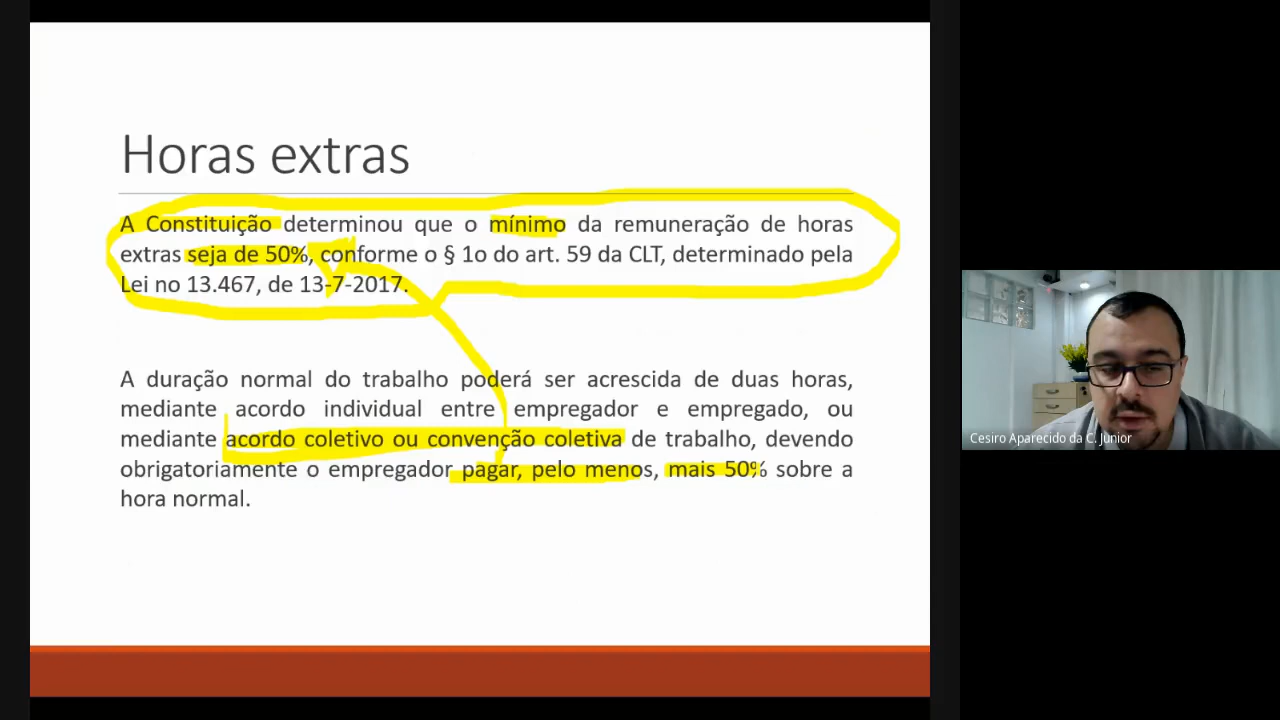 Horas extras
A Constituição determinou que o mínimo da remuneração de horas
extras seja de 50%, conforme o § 1o do art. 59 da CLT, determinado pela
Lei no 13.467, de 13-7-2017.
A duração normal do trabalho poderá ser acrescida de duas horas,
mediante acordo individual entre empregador e empregado, ou
mediante acordo coletivo ou convenção coletiva de trabalho, devendo
obrigatoriamente o empregador pagar, pelo menos, mais 50% sobre a
hora normal.
Cesiro Aparecido da C. Junior